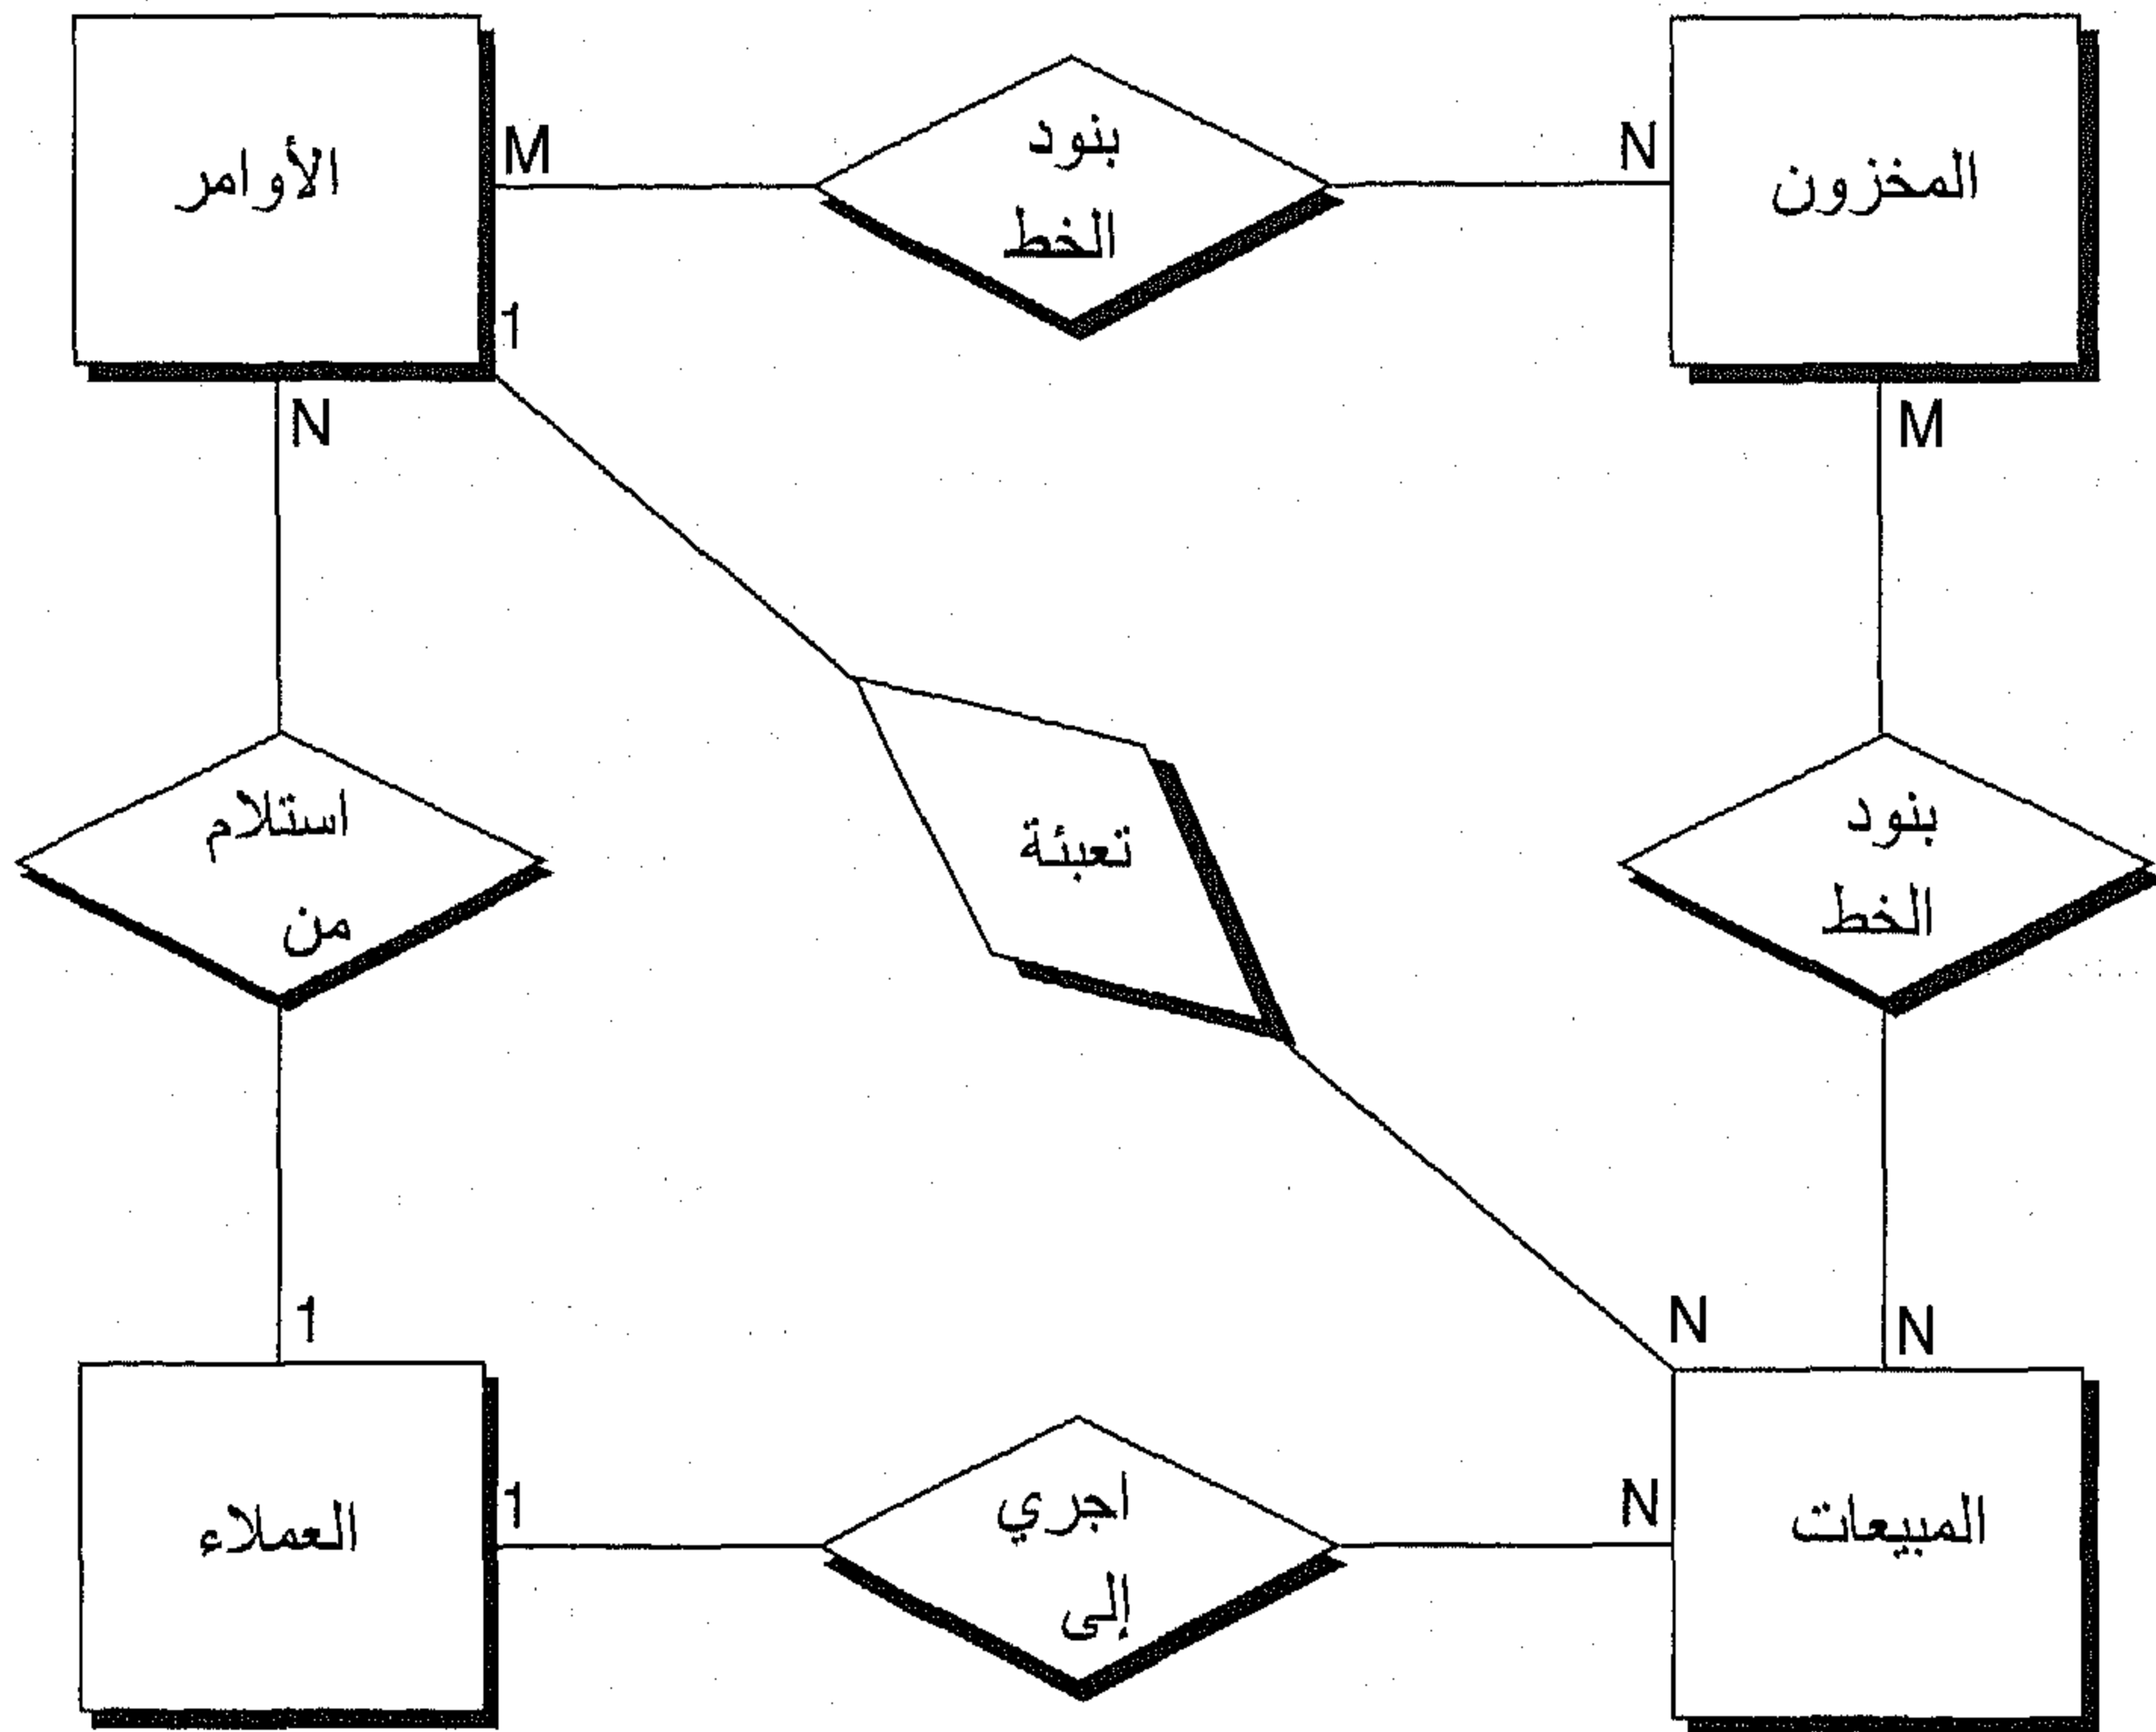 المخزون
N
بنود
الخط
M
الأوامر
1
N
M
استلام
من
تعبئة
بنود
الخط
1
N
N
العملاء
1
اجري
إلى
N
المبيعات